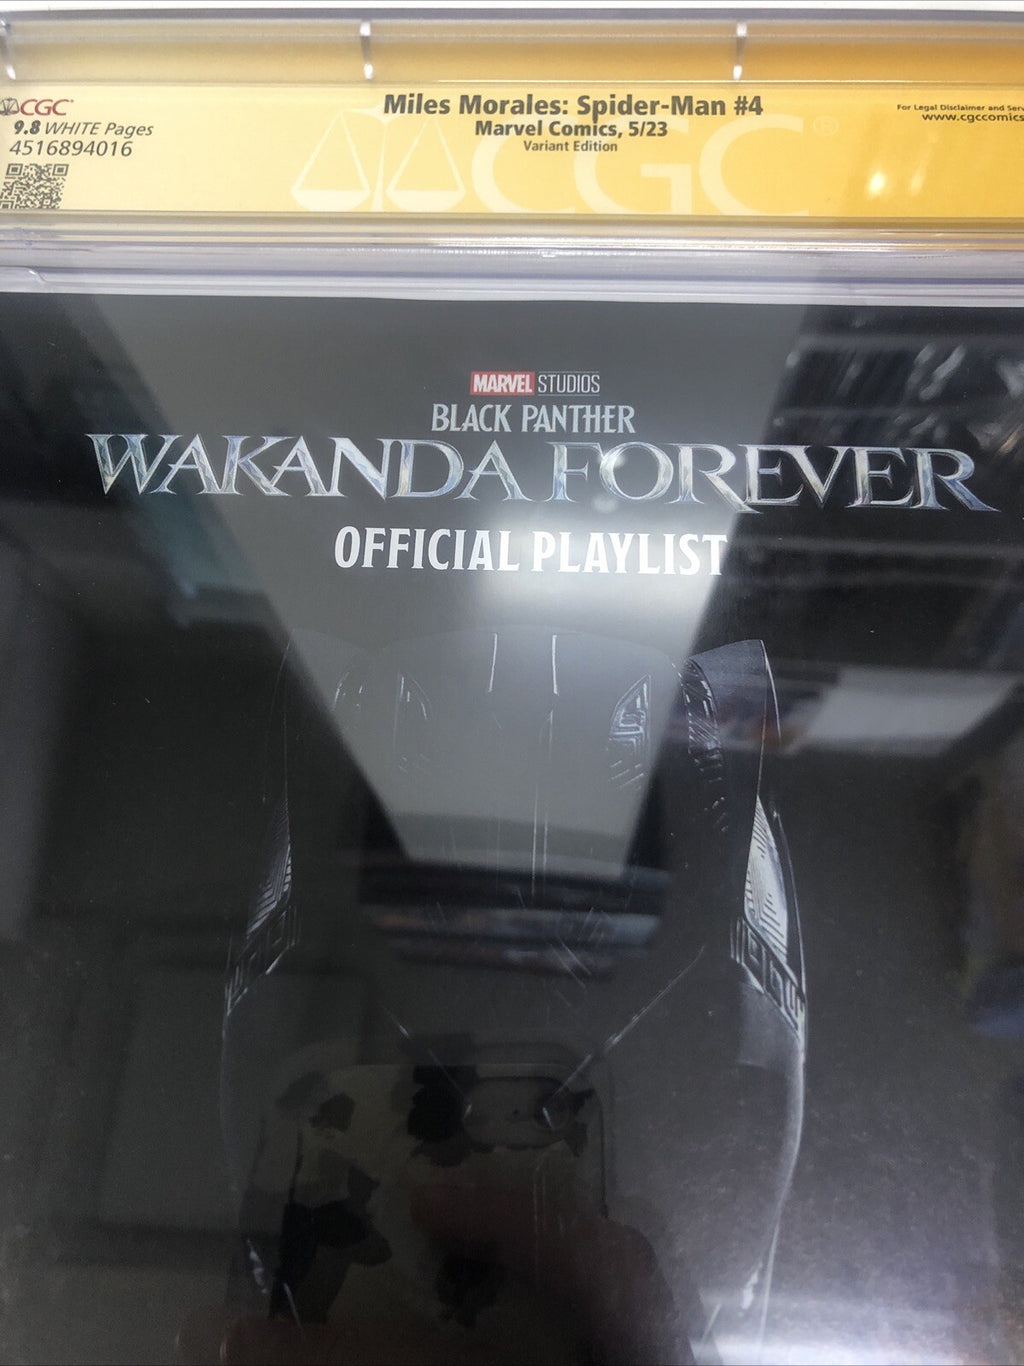 CGC
9.8 WHITE Pages
4516894016
Miles Morales: Spider-Man #4
Marvel Comics, 5/23
Variant Edition
For Legal Disclaimer and
www.cgccomics
CGC
MARVEL STUDIOS
BLACK PANTHER
WAKANDA FOREVER
OFFICIAL PLAYLIST